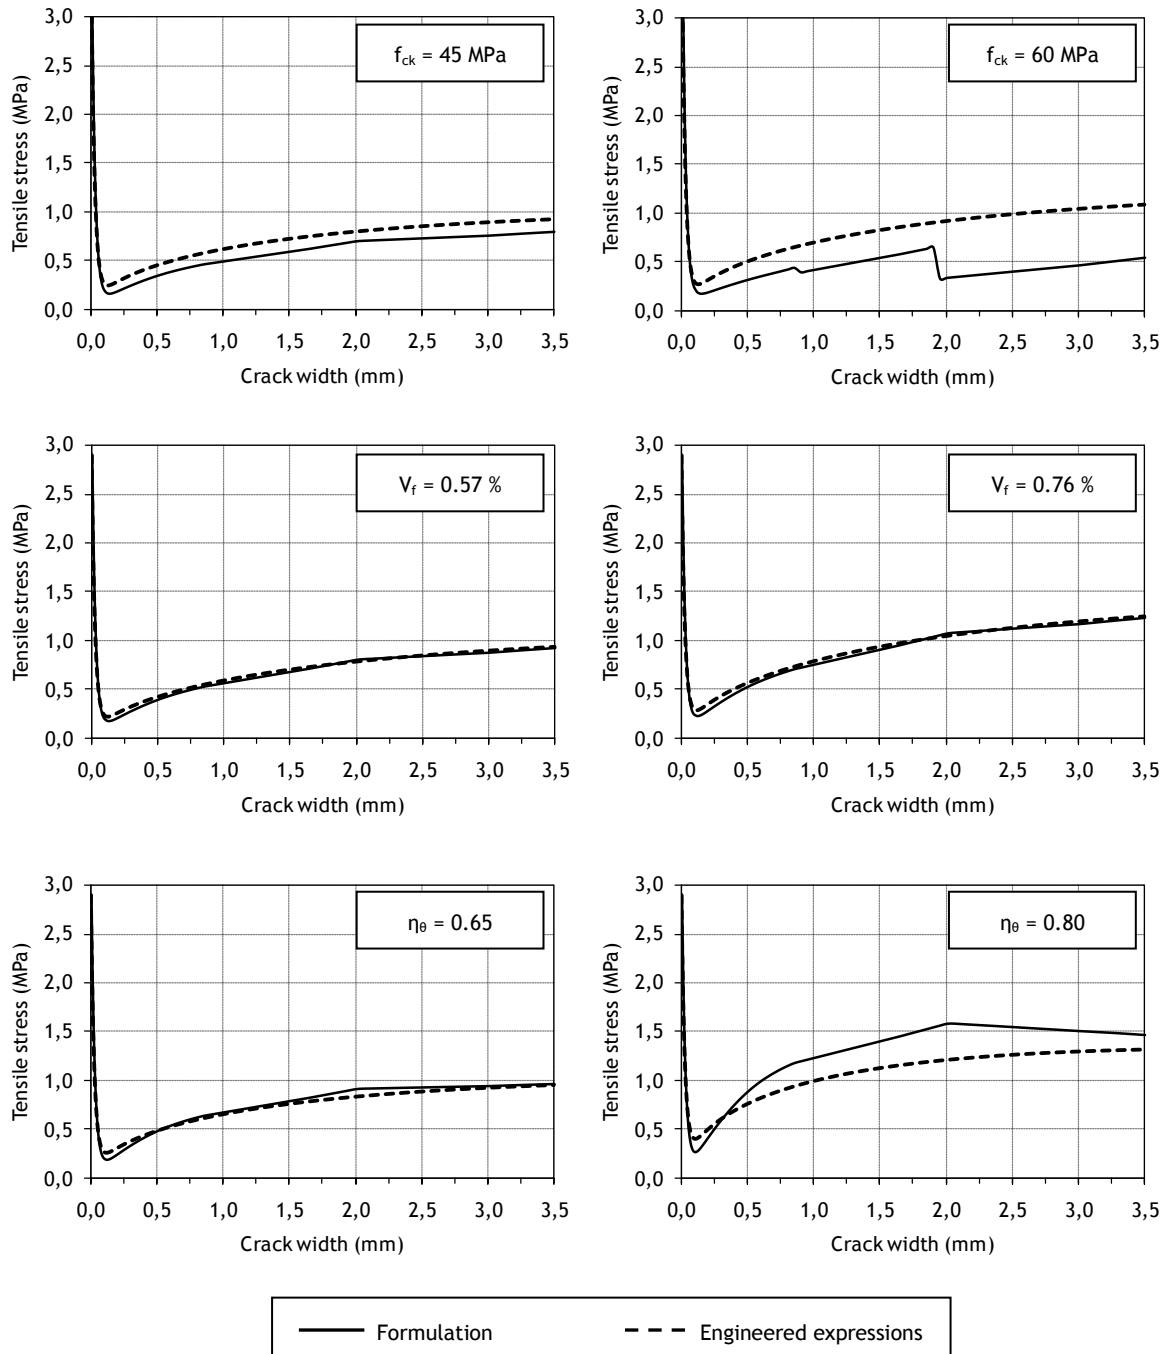 f_ck = 45 MPa
Tensile stress (MPa)
3,0
2,5
2,0
1,5
1,0
0,5
0,0
0,0 0,5 1,0 1,5 2,0 2,5 3,0 3,5
Crack width (mm)
f_ck = 60 MPa
Tensile stress (MPa)
3,0
2,5
2,0
1,5
1,0
0,5
0,0
0,0 0,5 1,0 1,5 2,0 2,5 3,0 3,5
Crack width (mm)
V_f = 0.57 %
Tensile stress (MPa)
3,0
2,5
2,0
1,5
1,0
0,5
0,0
0,0 0,5 1,0 1,5 2,0 2,5 3,0 3,5
Crack width (mm)
V_f = 0.76 %
Tensile stress (MPa)
3,0
2,5
2,0
1,5
1,0
0,5
0,0
0,0 0,5 1,0 1,5 2,0 2,5 3,0 3,5
Crack width (mm)
η_θ = 0.65
Tensile stress (MPa)
3,0
2,5
2,0
1,5
1,0
0,5
0,0
0,0 0,5 1,0 1,5 2,0 2,5 3,0 3,5
Crack width (mm)
η_θ = 0.80
Tensile stress (MPa)
3,0
2,5
2,0
1,5
1,0
0,5
0,0
0,0 0,5 1,0 1,5 2,0 2,5 3,0 3,5
Crack width (mm)
Formulation Engineered expressions